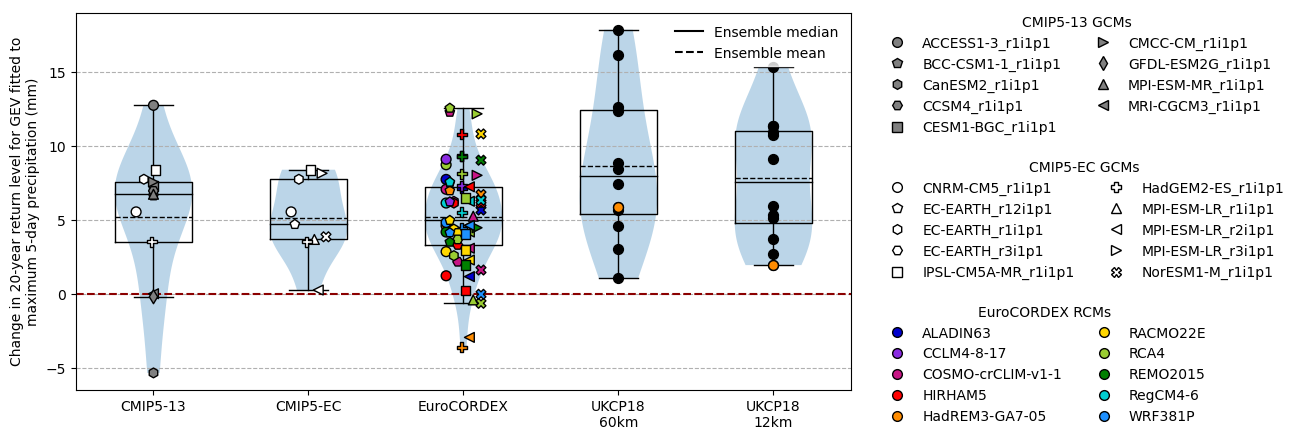 Change in 20-year return level for GEV fitted to
maximum 5-day precipitation (mm)
15
10
5
0
−5
CMIP5-13
CMIP5-EC
EuroCORDEX
UKCP18
60km
UKCP18
12km
Ensemble median
Ensemble mean
CMIP5-13 GCMs
ACCESS1-3_r1i1p1
BCC-CSM1-1_r1i1p1
CanESM2_r1i1p1
CCSM4_r1i1p1
CESM1-BGC_r1i1p1
CMCC-CM_r1i1p1
GFDL-ESM2G_r1i1p1
MPI-ESM-MR_r1i1p1
MRI-CGCM3_r1i1p1
CMIP5-EC GCMs
CNRM-CM5_r1i1p1
EC-EARTH_r12i1p1
EC-EARTH_r1i1p1
EC-EARTH_r3i1p1
IPSL-CM5A-MR_r1i1p1
HadGEM2-ES_r1i1p1
MPI-ESM-LR_r1i1p1
MPI-ESM-LR_r2i1p1
MPI-ESM-LR_r3i1p1
NorESM1-M_r1i1p1
EuroCORDEX RCMs
ALADIN63
CCLM4-8-17
COSMO-crCLIM-v1-1
HIRHAM5
HadREM3-GA7-05
RACMO22E
RCA4
REMO2015
RegCM4-6
WRF381P